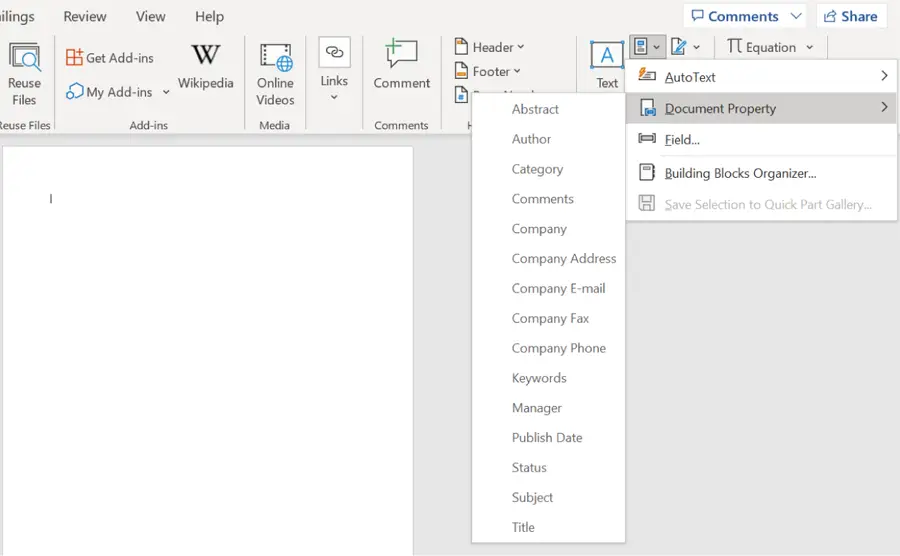 ilings Review View Help
Comments Share
Reuse
Files
Reuse Files
Get Add-ins
My Add-ins
W
Wikipedia
Add-ins
Online
Videos
Media
Links
Comment
Comments
Header
Footer
A
Text
π Equation
AutoText
Document Property
Field...
Building Blocks Organizer...
Save Selection to Quick Part Gallery...
Abstract
Author
Category
Comments
Company
Company Address
Company E-mail
Company Fax
Company Phone
Keywords
Manager
Publish Date
Status
Subject
Title